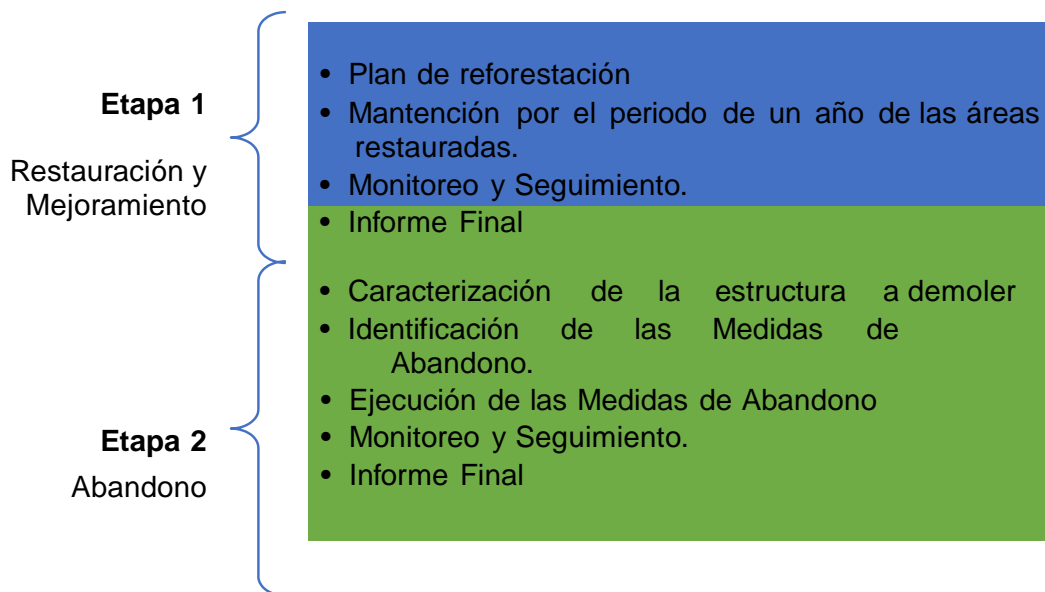 Etapa 1
Restauración y
Mejoramiento
• Plan de reforestación
• Mantención por el periodo de un año de las áreas
restauradas.
• Monitoreo y Seguimiento.
• Informe Final
Etapa 2
Abandono
• Caracterización de la estructura a demoler
• Identificación de las Medidas de
Abandono.
• Ejecución de las Medidas de Abandono
• Monitoreo y Seguimiento.
• Informe Final